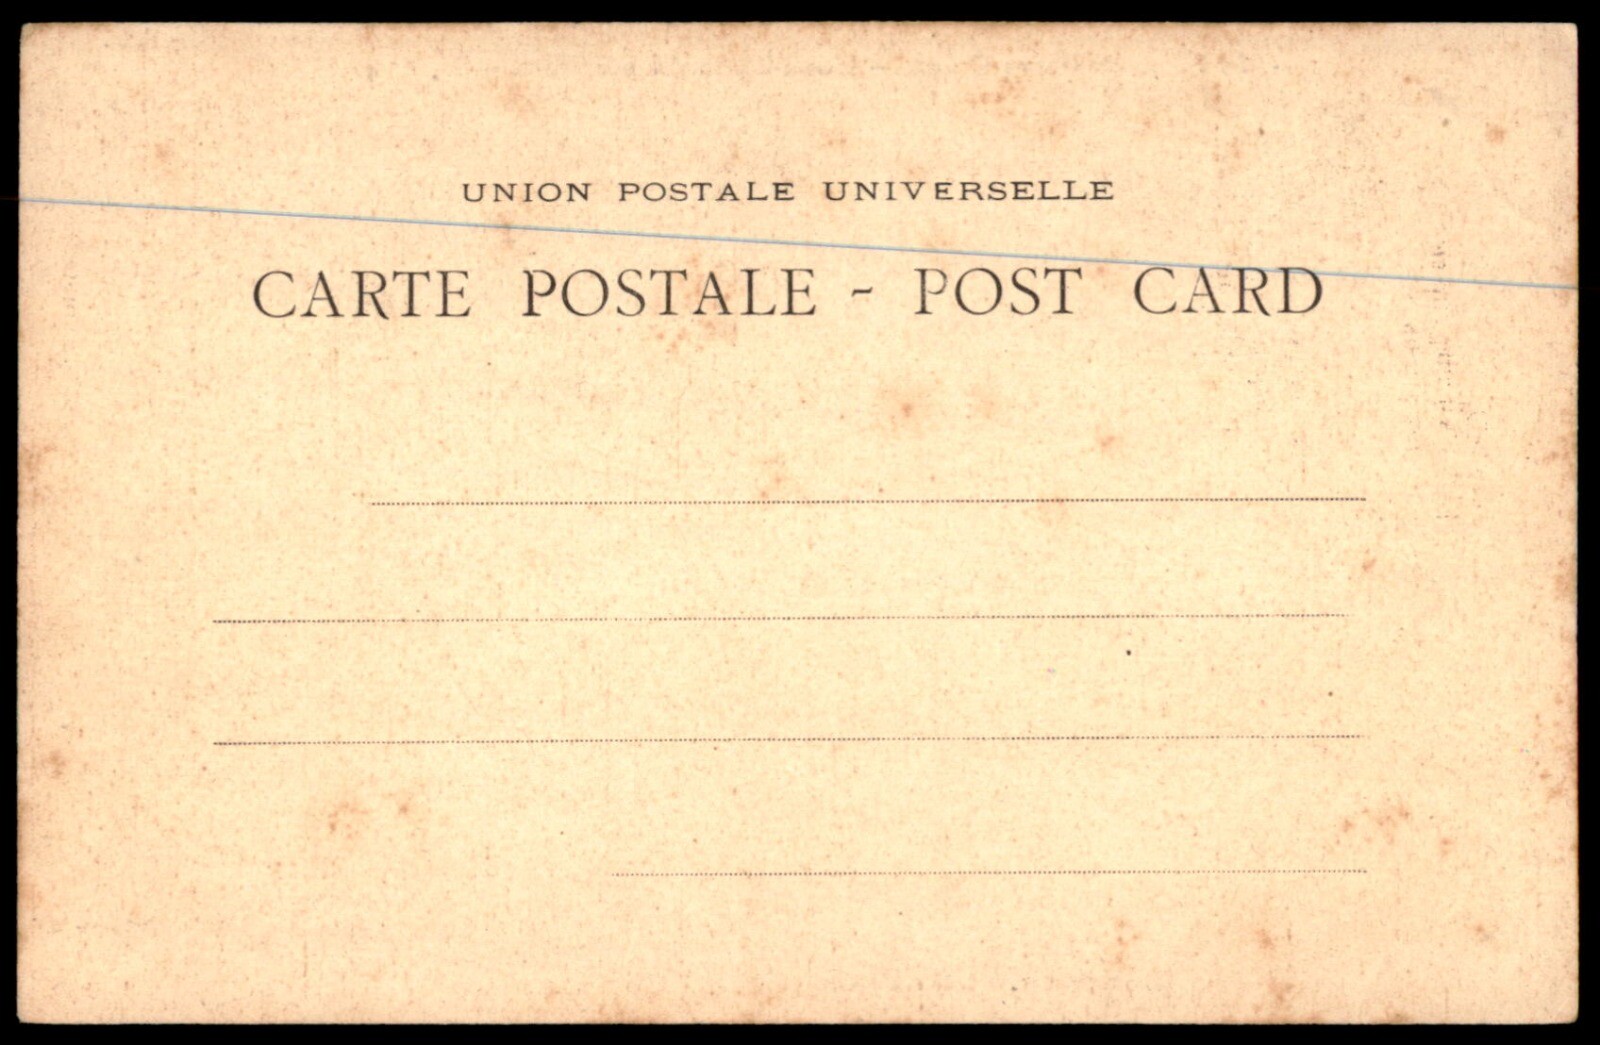 UNION POSTALE UNIVERSELLE
CARTE POSTALE - POST CARD